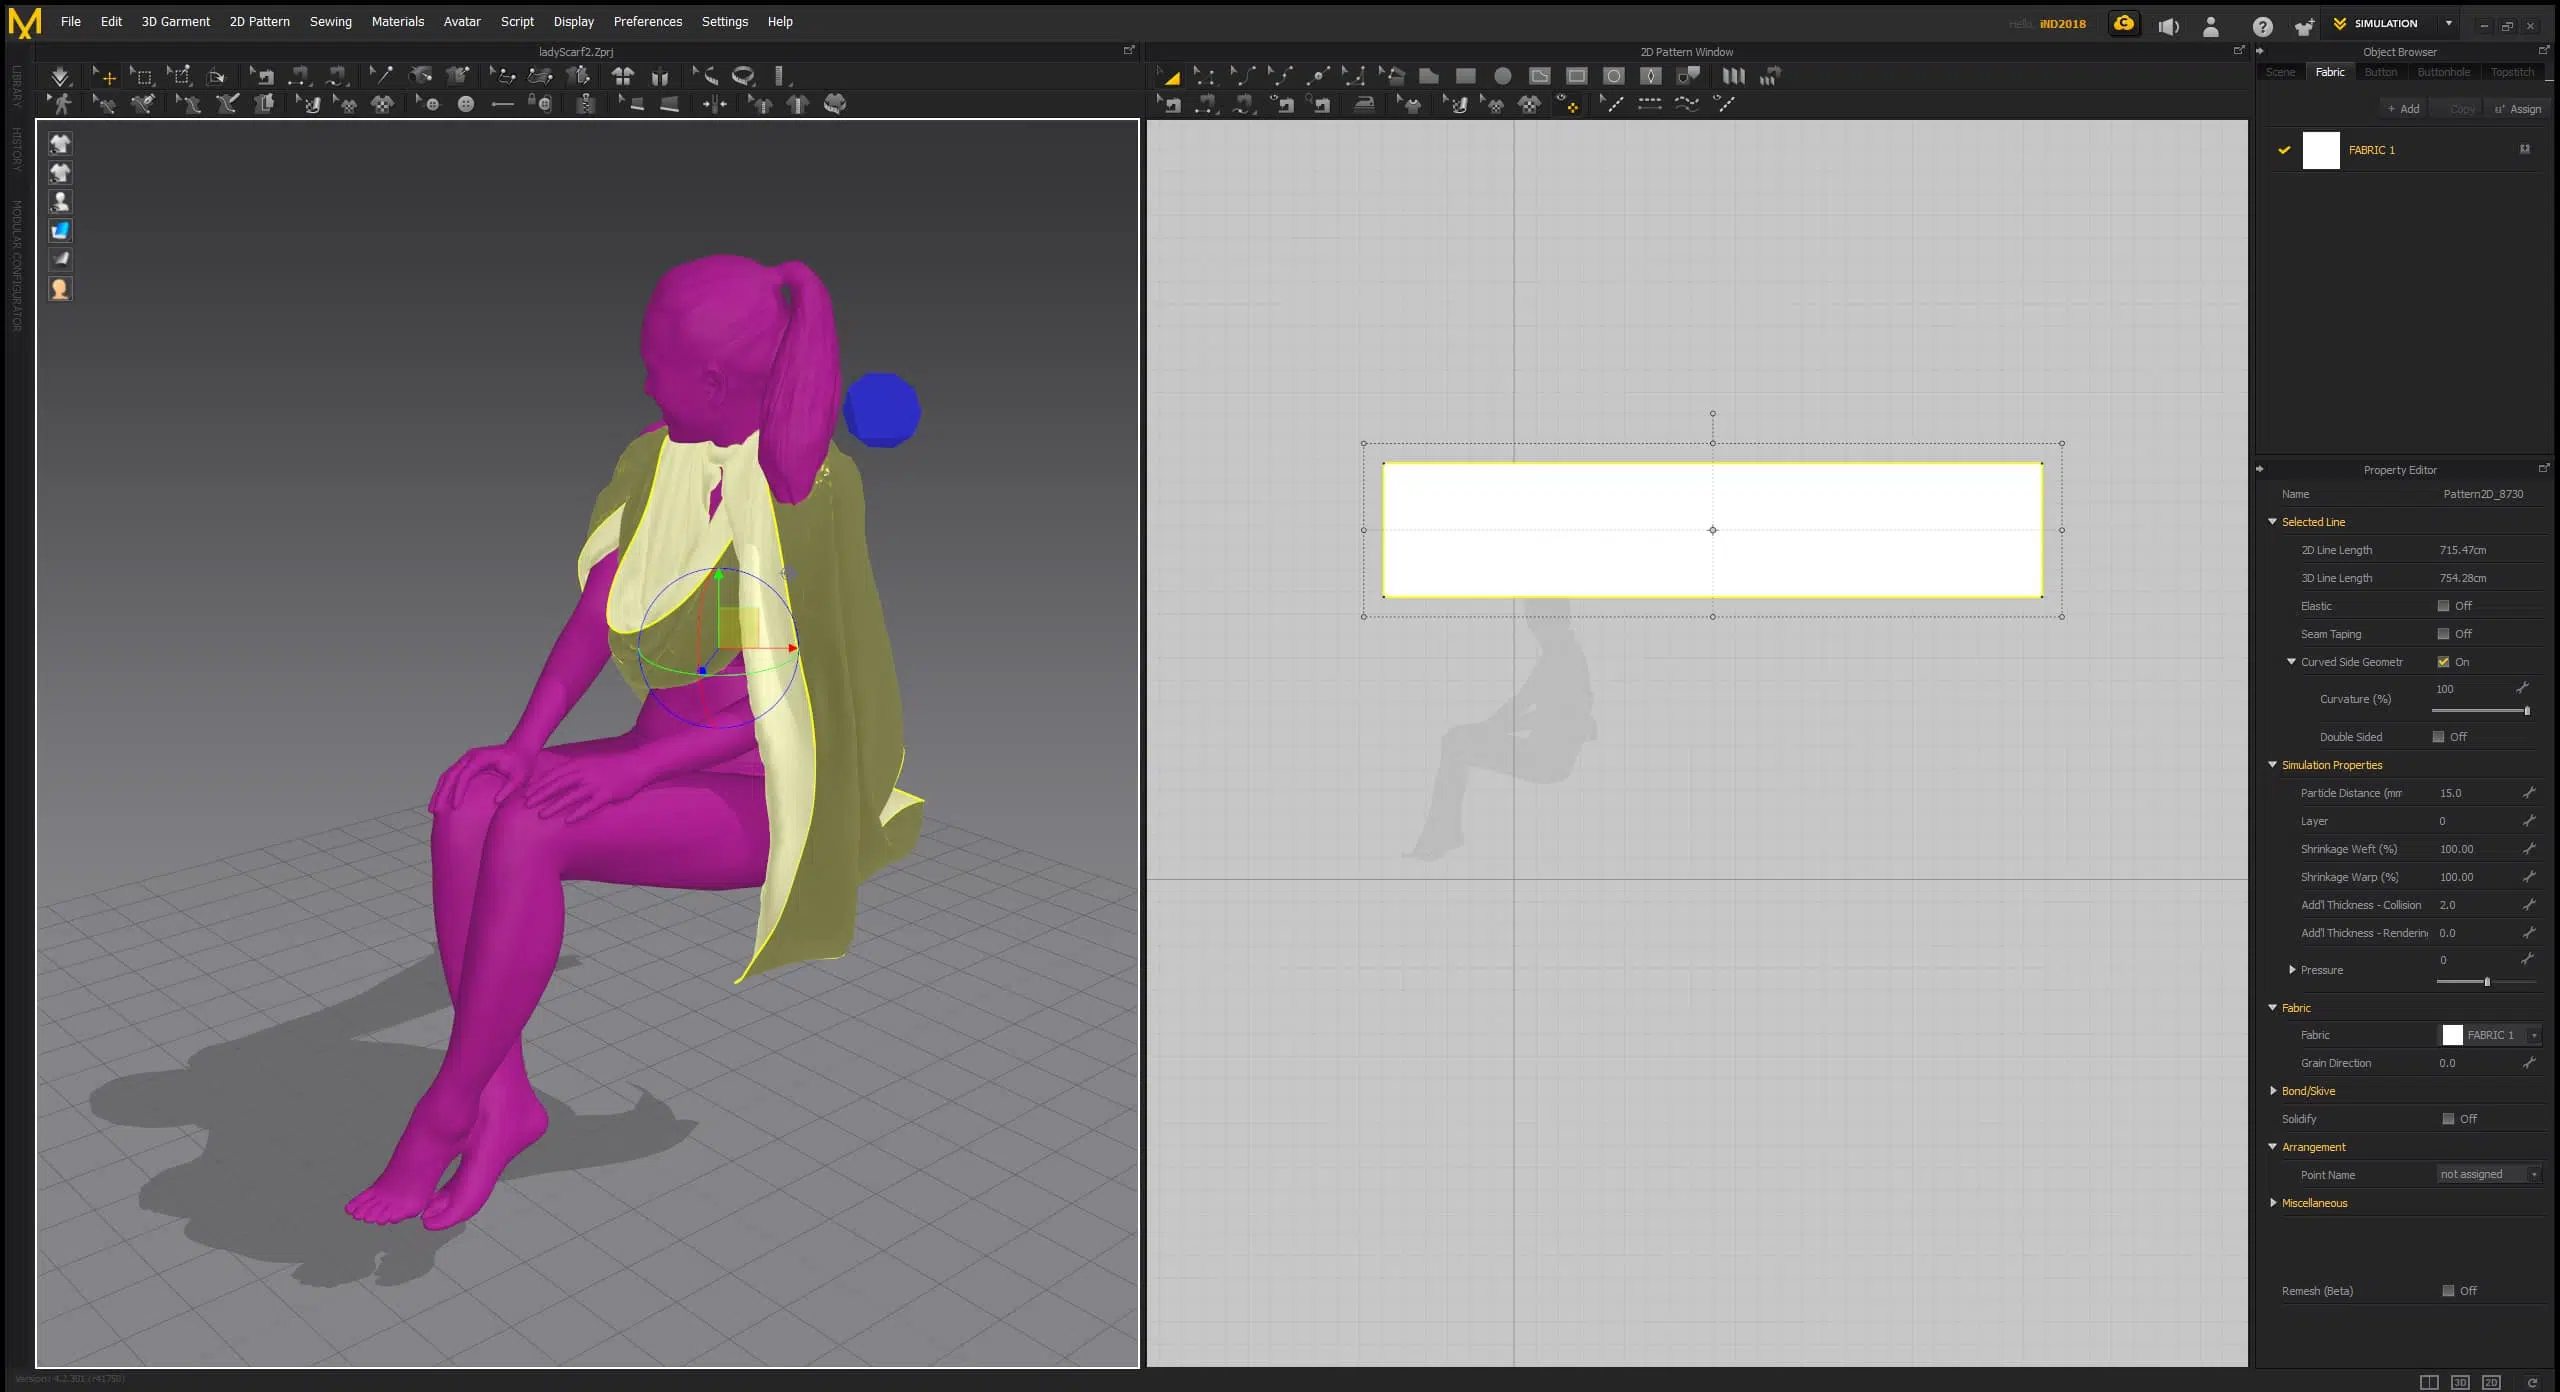 File Edit 3D Garment 2D Pattern Sewing Materials Avatar Script Display Preferences Settings Help
Hello, iND2018
SIMULATION
ladyScarf2.Zprj
2D Pattern Window
Object Browser
LIBRARY
HISTORY
MODULAR CONFIGURATOR
Scene Fabric Button Buttonhole Topstitch
+ Add Copy Assign
FABRIC 1
Property Editor
Name Pattern2D_8730
Selected Line
2D Line Length 715.47cm
3D Line Length 754.28cm
Elastic Off
Seam Taping Off
Curved Side Geometr On
Curvature (%) 100
Double Sided Off
Simulation Properties
Particle Distance (mm 15.0
Layer 0
Shrinkage Weft (%) 100.00
Shrinkage Warp (%) 100.00
Add'l Thickness - Collision 2.0
Add'l Thickness - Renderin 0.0
Pressure 0
Fabric
Fabric FABRIC 1
Grain Direction 0.0
Bond/Skive
Solidify Off
Arrangement
Point Name not assigned
Miscellaneous
Remesh (Beta) Off
Version: 4.2.301 (r41750)
3D 2D